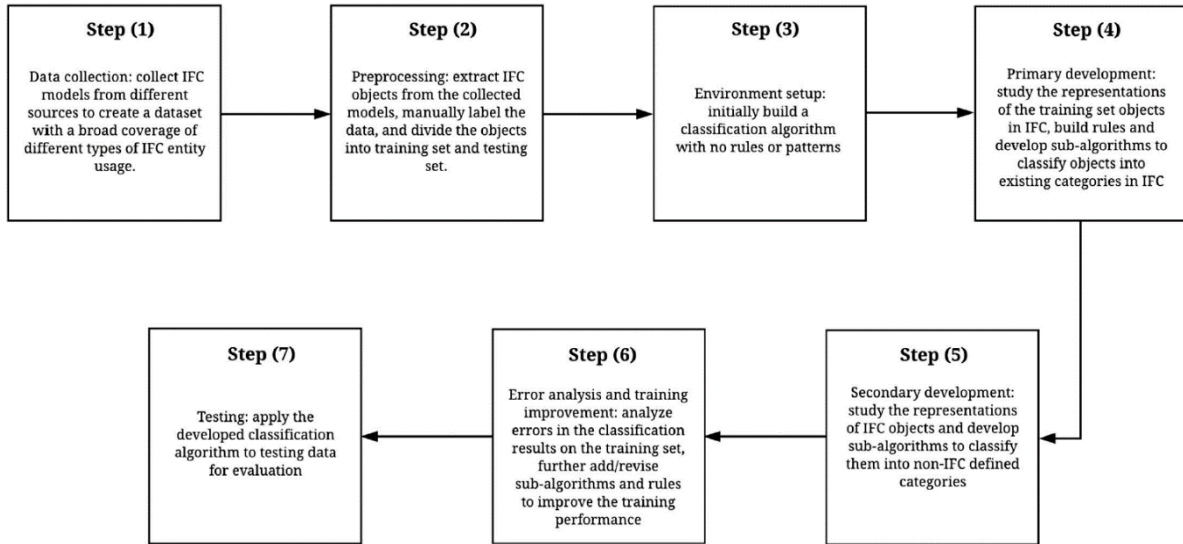 Step (1)
Data collection: collect IFC
models from different
sources to create a dataset
with a broad coverage of
different types of IFC entity
usage.
Step (2)
Preprocessing: extract IFC
objects from the collected
models, manually label the
data, and divide the objects
into training set and testing
set.
Step (3)
Environment setup:
initially build a
classification algorithm
with no rules or patterns
Step (4)
Primary development:
study the representations
of the training set objects
in IFC, build rules and
develop sub-algorithms to
classify objects into
existing categories in IFC
Step (5)
Secondary development:
study the representations
of IFC objects and develop
sub-algorithms to classify
them into non-IFC defined
categories
Step (6)
Error analysis and training
improvement: analyze
errors in the classification
results on the training set,
further add/revise
sub-algorithms and rules
to improve the training
performance
Step (7)
Testing: apply the
developed classification
algorithm to testing data
for evaluation